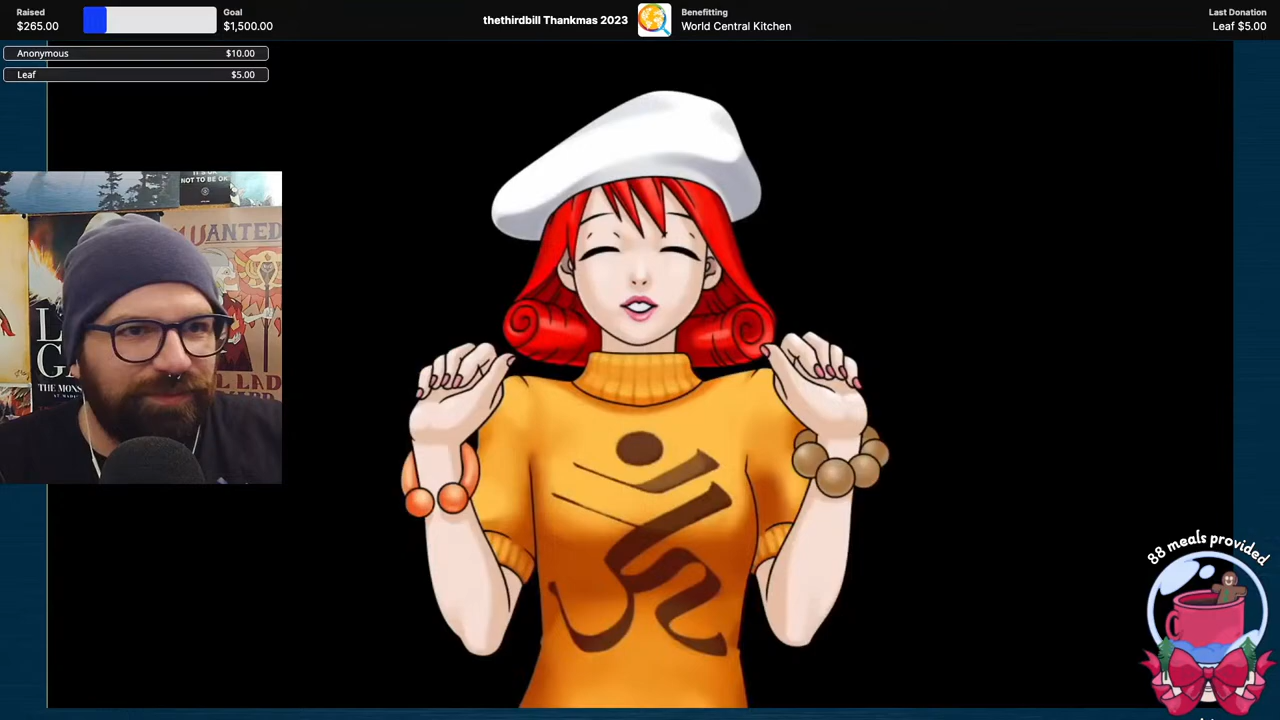 Raised
$265.00
Goal
$1,500.00
thethirdbill Thankmas 2023
Benefitting
World Central Kitchen
Last Donation
Leaf $5.00
Anonymous $10.00
Leaf $5.00
NOT TO BE OK
WANTED
THE MONS
88 meals provided